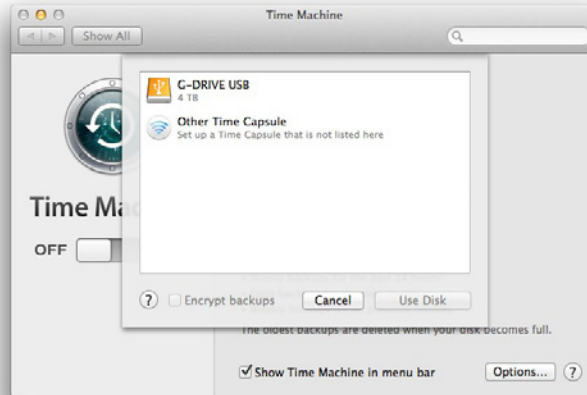 Time Machine
Show All
G-DRIVE USB
4 TB
Other Time Capsule
Set up a Time Capsule that is not listed here
Time Mac
OFF
? Encrypt backups Cancel Use Disk
The oldest backups are deleted when your disk becomes full.
Show Time Machine in menu bar Options... ?